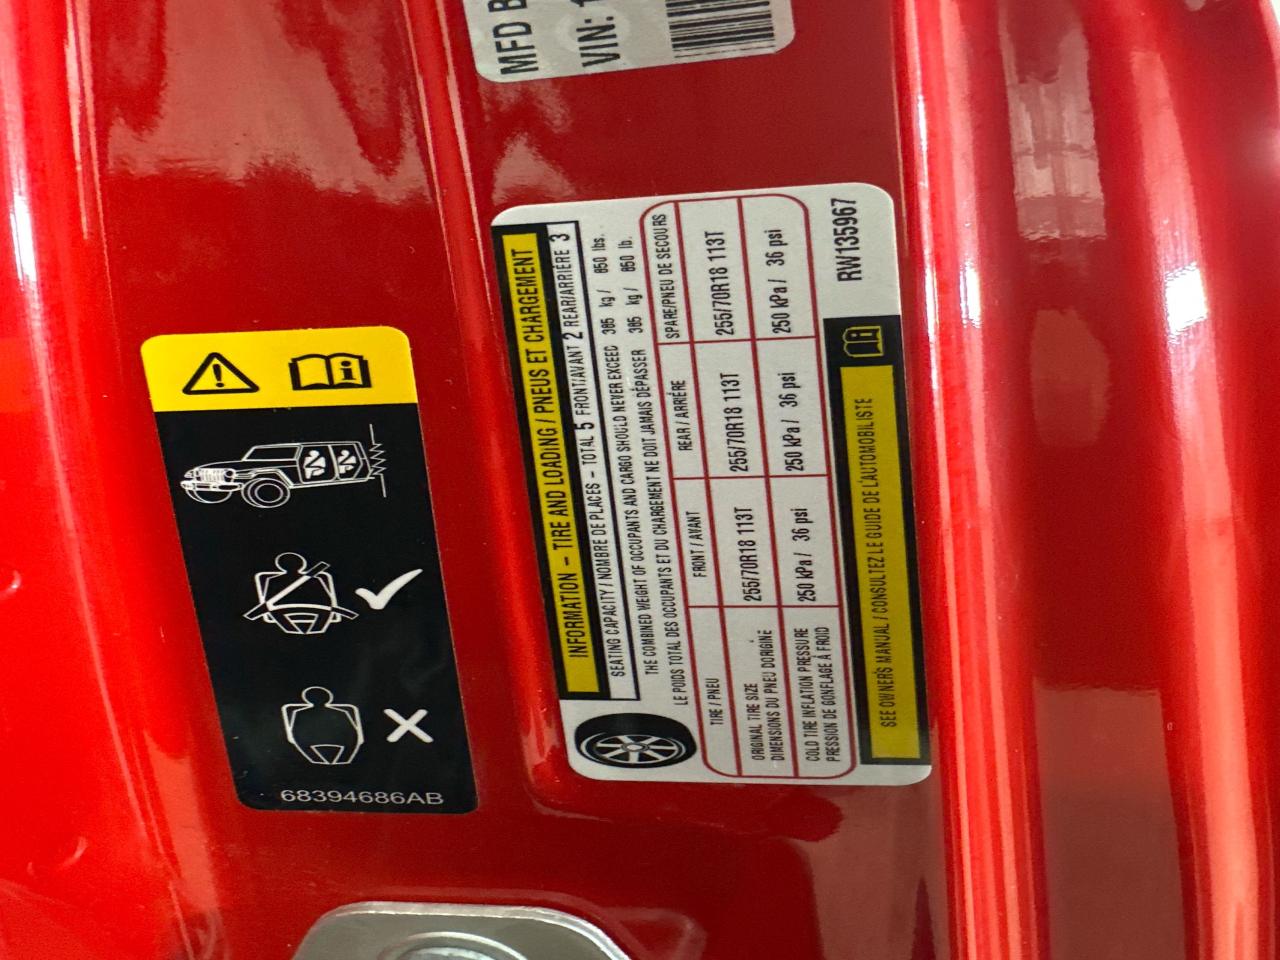 MFD B
VIN: 1
INFORMATION – TIRE AND LOADING / PNEUS ET CHARGEMENT
SEATING CAPACITY / NOMBRE DE PLACES – TOTAL 5 FRONT/AVANT 2 REAR/ARRIÉRE 3
THE COMBINED WEIGHT OF OCCUPANTS AND CARGO SHOULD NEVER EXCEED 385 kg / 850 lbs.
LE POIDS TOTAL DES OCCUPANTS ET DU CHARGEMENT NE DOIT JAMAIS DÉPASSER 385 kg / 850 lb.
TIRE / PNEU FRONT / AVANT REAR / ARRIÉRE SPARE/PNEU DE SECOURS
ORIGINAL TIRE SIZE
DIMENSIONS DU PNEU D'ORIGINE
255/70R18 113T 255/70R18 113T 255/70R18 113T
COLD TIRE INFLATION PRESSURE
PRESSION DE GONFLAGE À FROID
250 kPa / 36 psi 250 kPa / 36 psi 250 kPa / 36 psi
SEE OWNER'S MANUAL / CONSULTEZ LE GUIDE DE L'AUTOMOBILISTE
RW135967
68394686AB